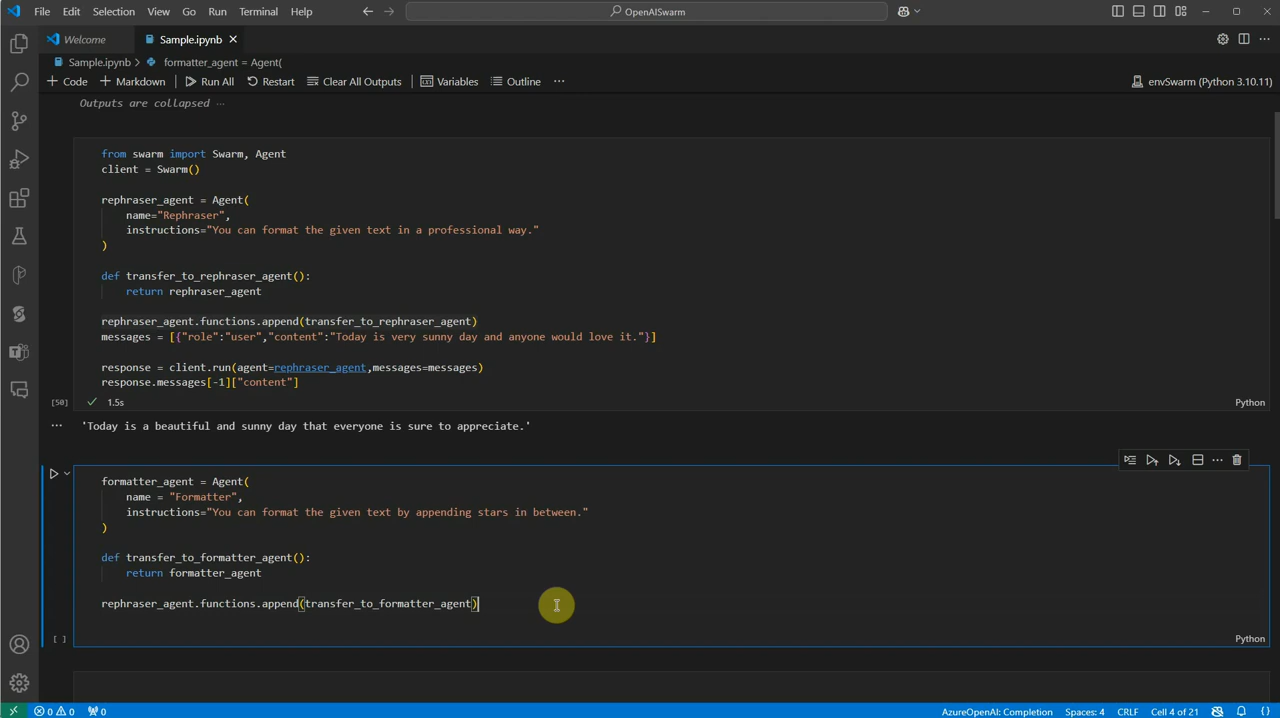 File Edit Selection View Go Run Terminal Help
OpenAISwarm
Welcome
Sample.ipynb
Sample.ipynb > formatter_agent = Agent(
+ Code + Markdown Run All Restart Clear All Outputs Variables Outline ...
envSwarm (Python 3.10.11)
Outputs are collapsed ...
from swarm import Swarm, Agent
client = Swarm()
rephraser_agent = Agent(
name="Rephraser",
instructions="You can format the given text in a professional way."
)
def transfer_to_rephraser_agent():
return rephraser_agent
rephraser_agent.functions.append(transfer_to_rephraser_agent)
messages = [{"role":"user","content":"Today is very sunny day and anyone would love it."}]
response = client.run(agent=rephraser_agent,messages=messages)
response.messages[-1]["content"]
[50] 1.5s Python
... 'Today is a beautiful and sunny day that everyone is sure to appreciate.'
formatter_agent = Agent(
name = "Formatter",
instructions="You can format the given text by appending stars in between."
)
def transfer_to_formatter_agent():
return formatter_agent
rephraser_agent.functions.append(transfer_to_formatter_agent)
[ ] Python
0 0 0 AzureOpenAI: Completion Spaces: 4 CRLF Cell 4 of 21